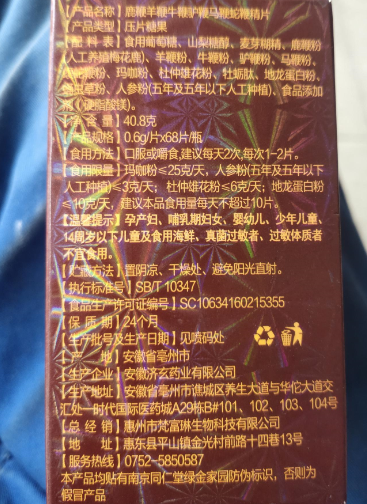 【产品名称】鹿鞭羊鞭牛鞭驴鞭马鞭蛇鞭精片
【产品类型】压片糖果
【配料表】食用葡萄糖、山梨糖醇、麦芽糊精、鹿鞭粉
(人工养殖梅花鹿)、羊鞭粉、牛鞭粉、驴鞭粉、马鞭粉、
蛇鞭粉、玛咖粉、杜仲雄花粉、牡蛎肽、地龙蛋白粉、
虫草粉、人参粉(五年及五年以下人工种植)、食品添加
剂(硬脂酸镁)。
【净含量】40.8克
【产品规格】0.6g/片x68片/瓶
【食用方法】口服或嚼食,建议每天2次,每次1~2片。
【食用限量】玛咖粉≤25克/天，人参粉(五年及五年以下
人工种植)≤3克/天；杜仲雄花粉≤6克/天；地龙蛋白粉
≤10克/天，建议本品食用量每天不超过10片。
【温馨提示】孕产妇、哺乳期妇女、婴幼儿、少年儿童、
14周岁以下儿童及食用海鲜、真菌过敏者、过敏体质者
不宜食用。
【贮藏方法】置阴凉、干燥处、避免阳光直射。
【执行标准号】SB/T 10347
【食品生产许可证编号】SC10634160215355
【保质期】24个月
【生产批号及生产日期】见喷码处
【产地】安徽省亳州市
【生产企业】安徽济玄药业有限公司
【生产地址】安徽省亳州市谯城区养生大道与华佗大道交
汇处一时代国际医药城A29栋B#101、102、103、104号
【总经销】惠州市梵富琳生物科技有限公司
【地址】惠东县平山镇金光村前路十四巷13号
【服务热线】0752-5850587
本产品均贴有南京同仁堂绿金家园防伪标识，否则为
假冒产品